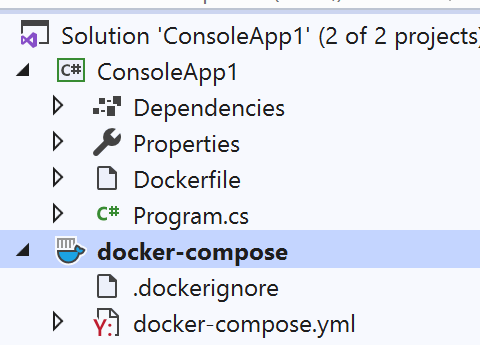 Solution 'ConsoleApp1' (2 of 2 projects)
C# ConsoleApp1
Dependencies
Properties
Dockerfile
C# Program.cs
docker-compose
.dockerignore
Y: docker-compose.yml